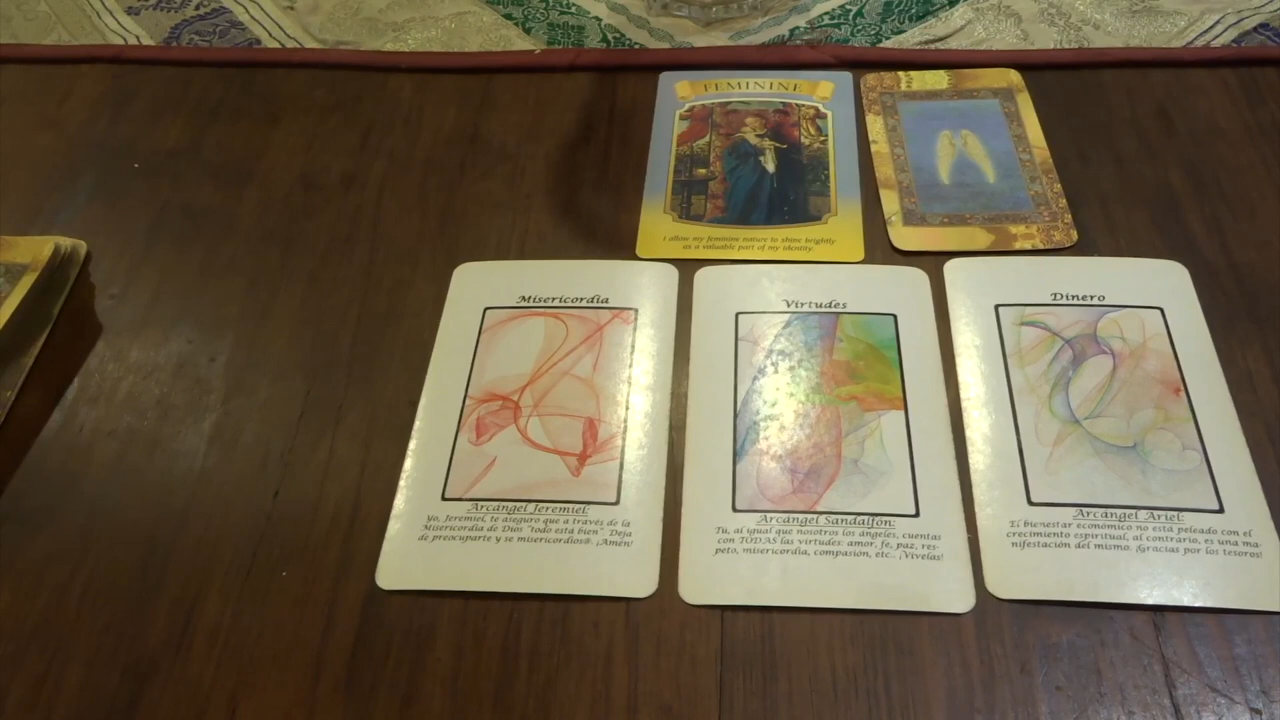 FEMININE
I allow my feminine nature to shine brightly
as a valuable part of my identity.
Misericordia
Arcángel Jeremiel:
Yo, Jeremiel, te aseguro que a través de la
Misericordia de Dios "todo está bien". Deja
de preocuparte y se misericordios@. ¡Amén!
Virtudes
Arcángel Sandalfón:
Tu, al igual que nosotros los ángeles, cuentas
con TODAS las virtudes: amor, fe, paz, res-
peto, misericordia, compasión, etc.. ¡Vívelas!
Dinero
Arcángel Ariel:
El bienestar económico no está peleado con el
crecimiento espiritual, al contrario, es una ma-
nifestación del mismo. ¡Gracias por los tesoros!